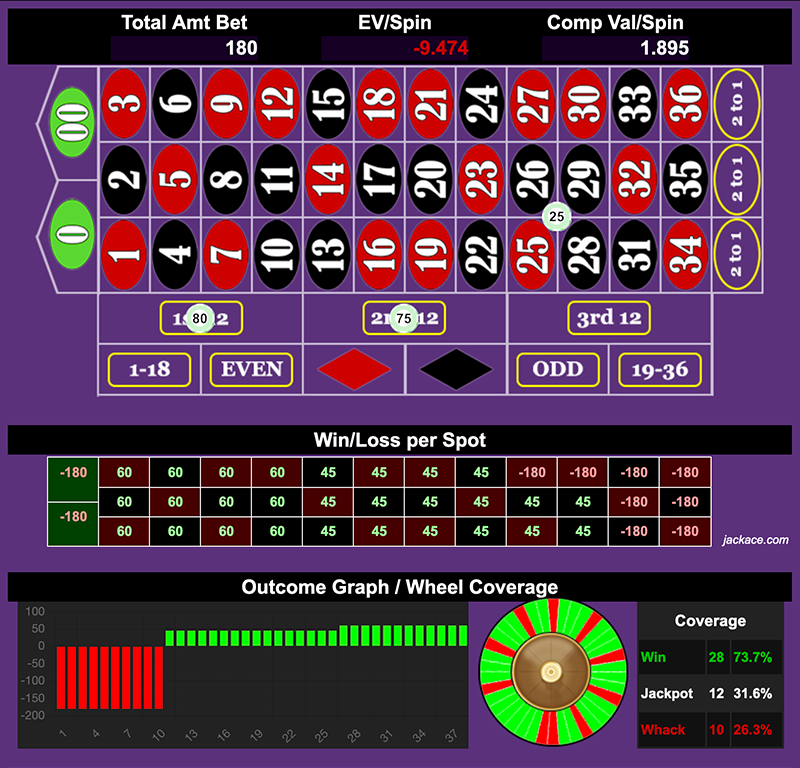 Total Amt Bet EV/Spin Comp Val/Spin
180 -9.474 1.895
00 3 6 9 12 15 18 21 24 27 30 33 36 2 to 1
2 5 8 11 14 17 20 23 26 29 32 35 2 to 1
25
0 1 4 7 10 13 16 19 22 25 28 31 34 2 to 1
80 75 12 3rd 12
1-18 EVEN ODD 19-36
Win/Loss per Spot
-180 60 60 60 60 45 45 45 45 -180 -180 -180 -180
60 60 60 60 45 45 45 45 45 45 -180 -180
-180 60 60 60 60 45 45 45 45 45 45 -180 -180
jackace.com
Outcome Graph / Wheel Coverage
100
50
0
-50
-100
-150
-200
1 4 7 10 13 16 19 22 25 28 31 34 37
Coverage
Win 28 73.7%
Jackpot 12 31.6%
Whack 10 26.3%